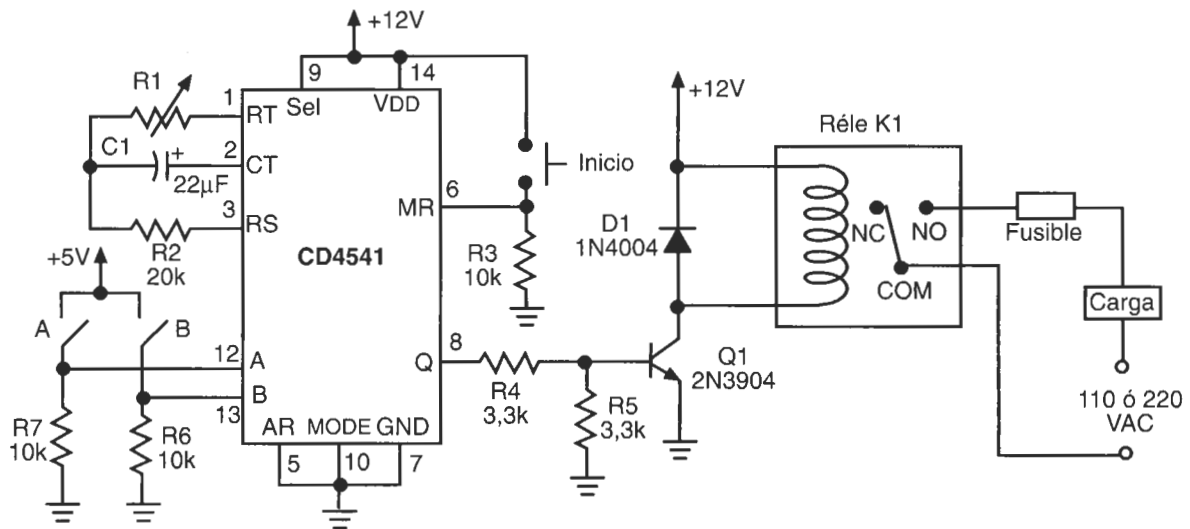 +12V
R1
1
RT
9
Sel
14
VDD
C1
+
22µF
2
CT
3
RS
R2
20k
CD4541
6
MR
Inicio
R3
10k
+5V
A
B
12
A
B
13
R7
10k
R6
10k
AR
MODE
GND
5
10
7
8
Q
R4
3,3k
R5
3,3k
+12V
D1
1N4004
Q1
2N3904
Réle K1
NC
NO
COM
Fusible
Carga
110 ó 220
VAC